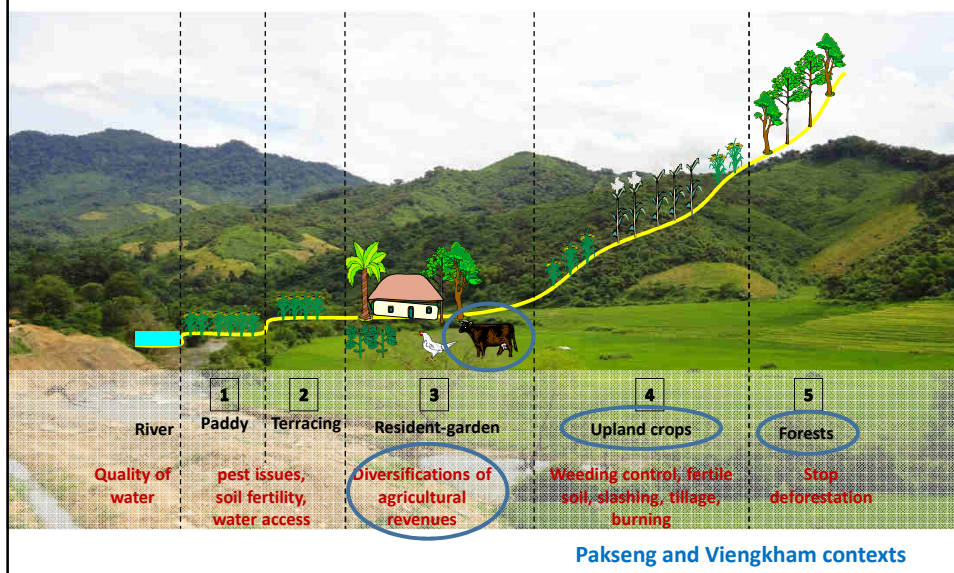 1
2
3
4
5
River
Paddy
Terracing
Resident-garden
Upland crops
Forests
Quality of
water
pest issues,
soil fertility,
water access
Diversifications of
agricultural
revenues
Weeding control, fertile
soil, slashing, tillage,
burning
Stop
deforestation
Pakseng and Viengkham contexts